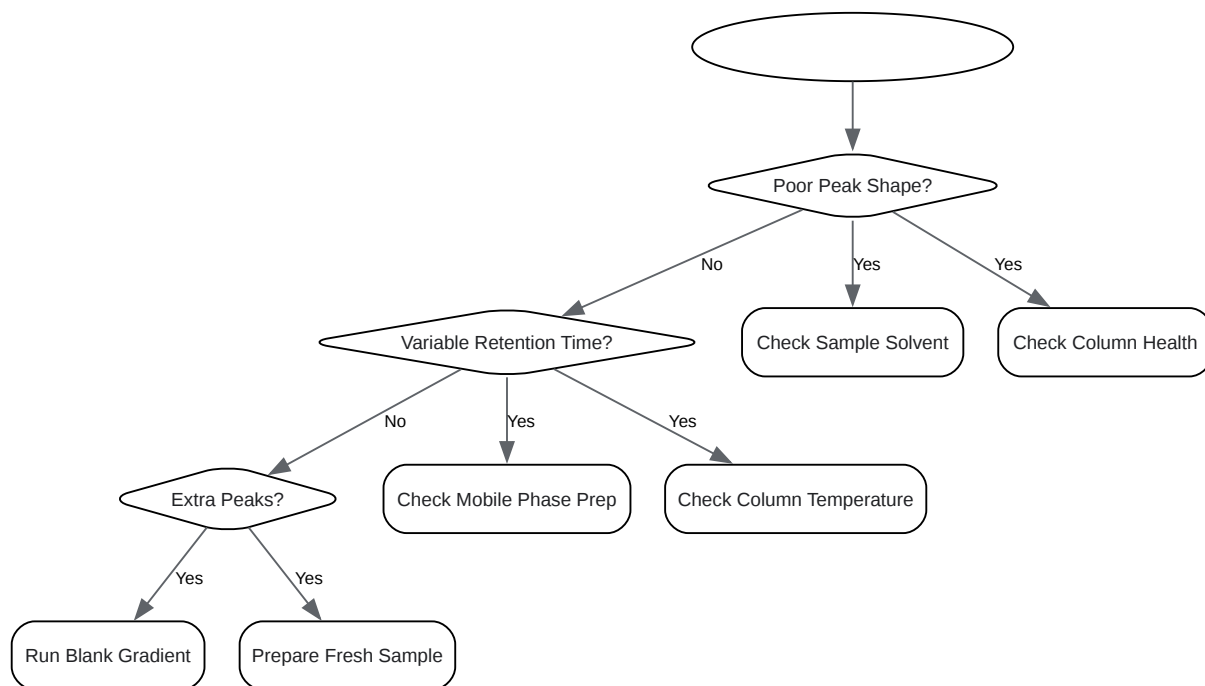 Poor Peak Shape?
No
Yes
Yes
Variable Retention Time?
Check Sample Solvent
Check Column Health
No
Yes
Yes
Extra Peaks?
Check Mobile Phase Prep
Check Column Temperature
Yes
Yes
Run Blank Gradient
Prepare Fresh Sample